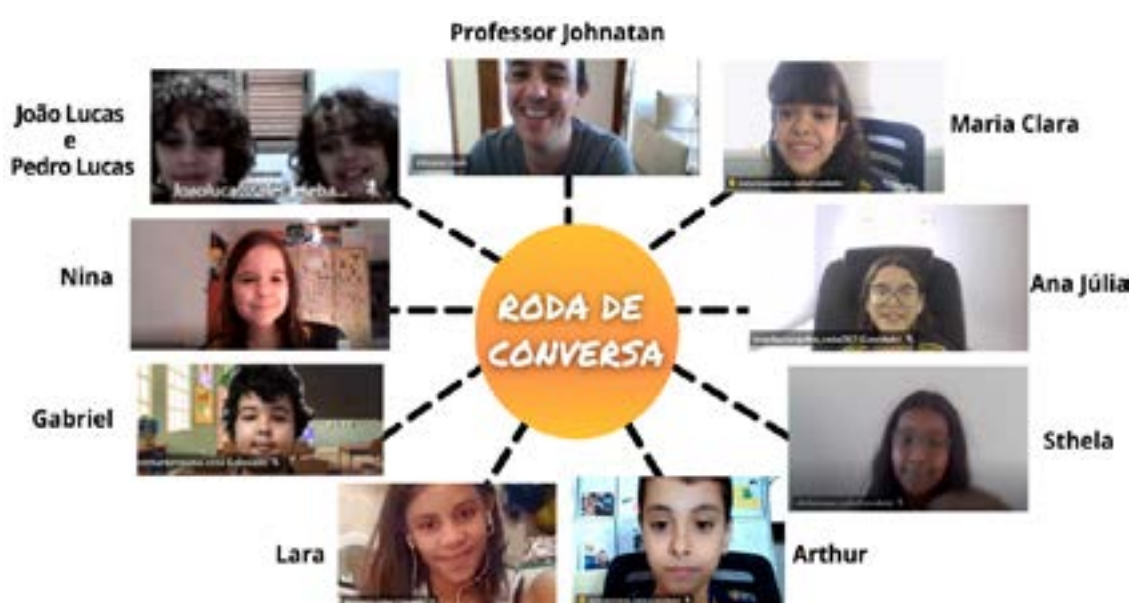 Professor Johnatan
João Lucas
e
Pedro Lucas
Maria Clara
Nina
Ana Júlia
RODA DE
CONVERSA
Gabriel
Sthela
Lara
Arthur